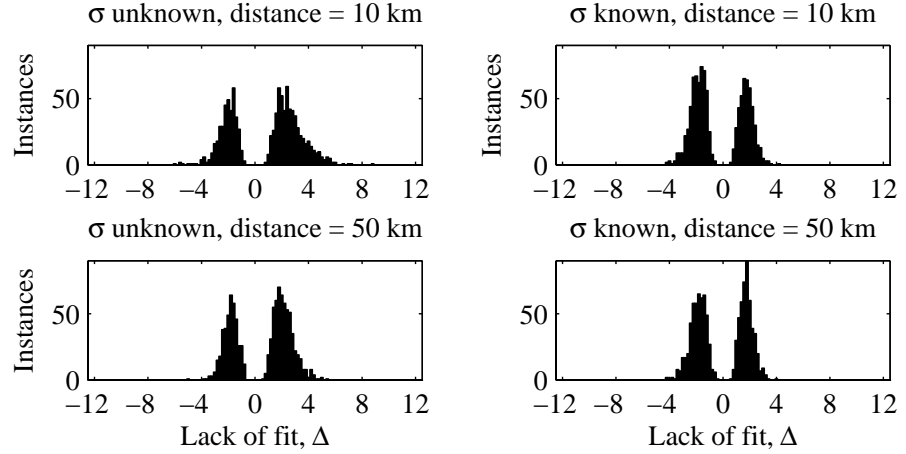 σ unknown, distance = 10 km
Instances
50
0
−12 −8 −4 0 4 8 12
σ known, distance = 10 km
Instances
50
0
−12 −8 −4 0 4 8 12
σ unknown, distance = 50 km
Instances
50
0
−12 −8 −4 0 4 8 12
Lack of fit, Δ
σ known, distance = 50 km
50
0
−12 −8 −4 0 4 8 12
Lack of fit, Δ